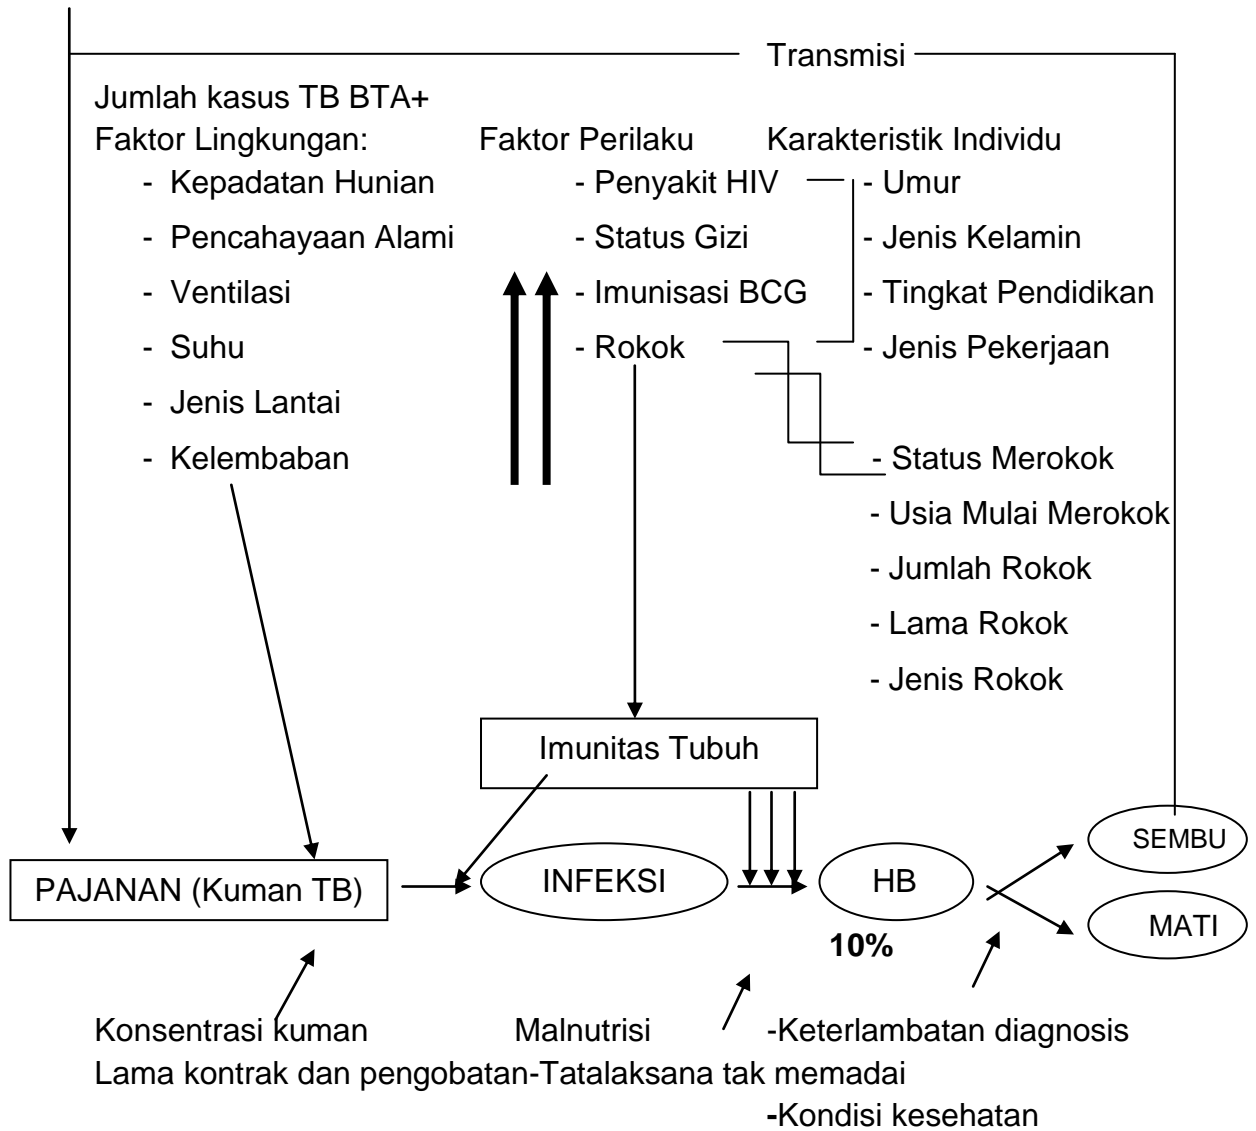 Transmisi
Jumlah kasus TB BTA+
Faktor Lingkungan: Faktor Perilaku Karakteristik Individu
- Kepadatan Hunian - Penyakit HIV - Umur
- Pencahayaan Alami - Status Gizi - Jenis Kelamin
- Ventilasi - Imunisasi BCG - Tingkat Pendidikan
- Suhu - Rokok - Jenis Pekerjaan
- Jenis Lantai
- Kelembaban - Status Merokok
- Usia Mulai Merokok
- Jumlah Rokok
- Lama Rokok
- Jenis Rokok
Imunitas Tubuh
SEMBU
PAJANAN (Kuman TB) INFEKSI HB
MATI
10%
Konsentrasi kuman Malnutrisi -Keterlambatan diagnosis
Lama kontrak dan pengobatan-Tatalaksana tak memadai
-Kondisi kesehatan